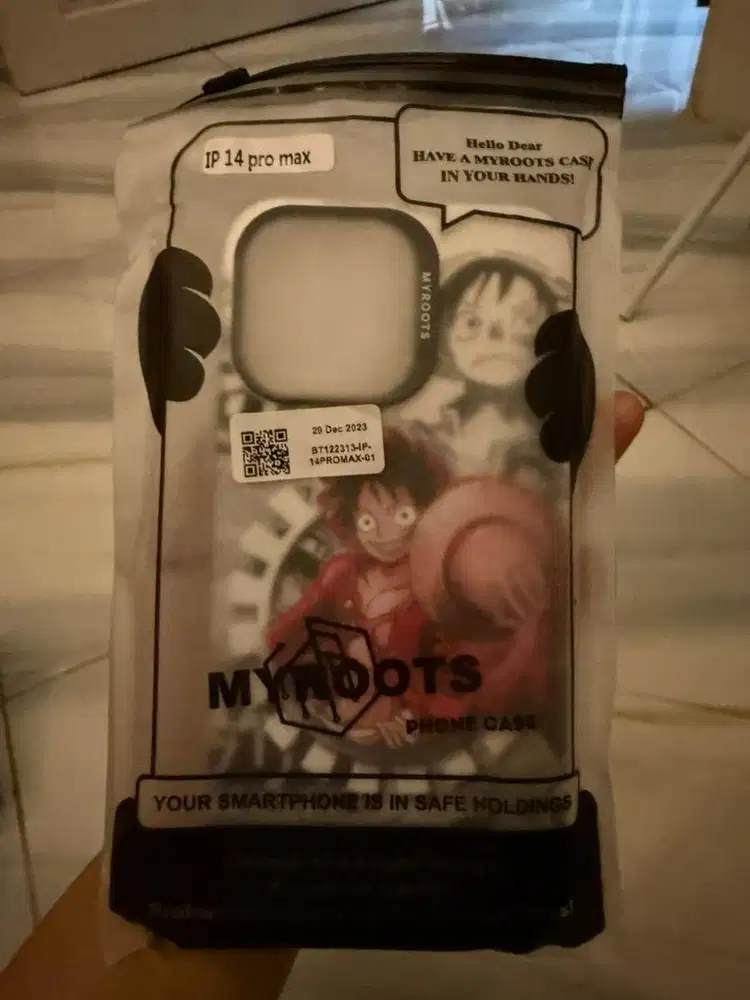 IP 14 pro max
Hello Dear
HAVE A MYROOTS CASE
IN YOUR HANDS!
MYROOTS
29 Dec 2023
BT122313-IP-
14PROMAX-01
MYROOTS
PHONE CASE
YOUR SMARTPHONE IS IN SAFE HOLDINGS